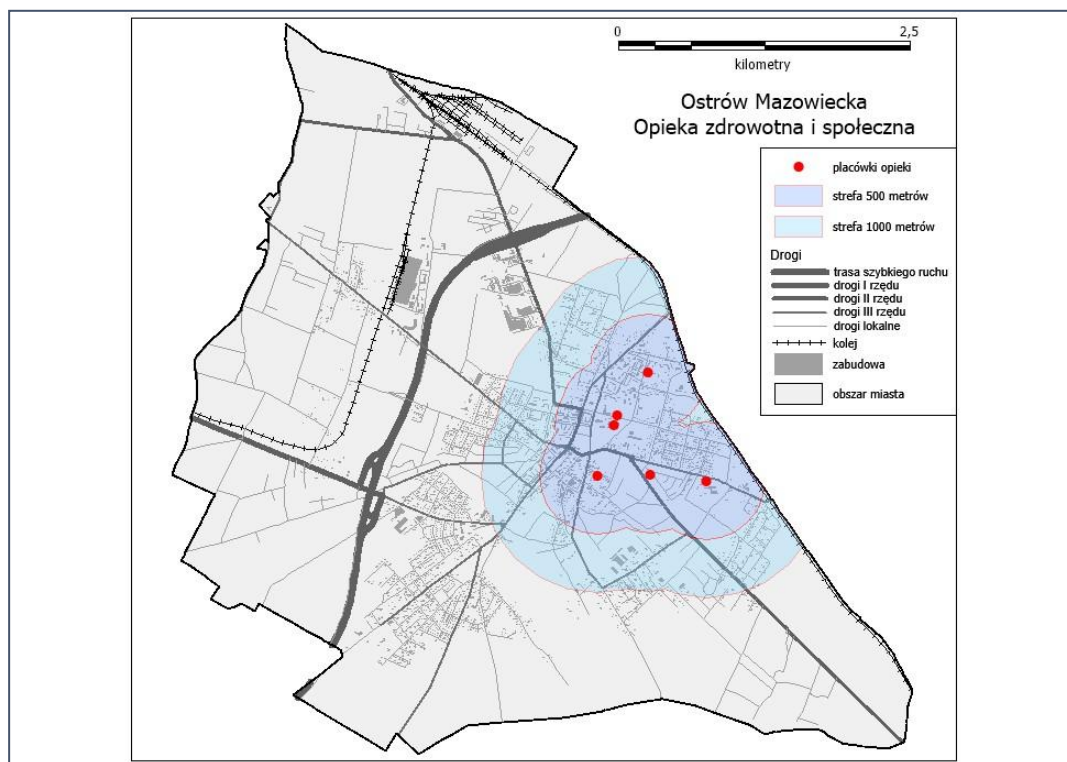 0 2,5
kilometry
Ostrów Mazowiecka
Opieka zdrowotna i społeczna
placówki opieki
strefa 500 metrów
strefa 1000 metrów
Drogi
trasa szybkiego ruchu
drogi I rzędu
drogi II rzędu
drogi III rzędu
drogi lokalne
kolej
zabudowa
obszar miasta